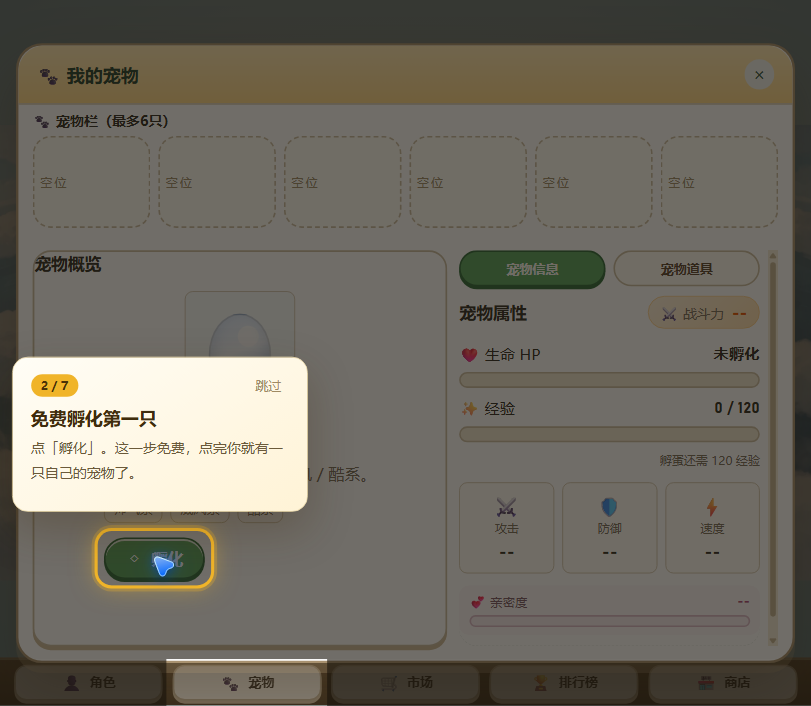 我的宠物
×
宠物栏（最多6只）
空位
空位
空位
空位
空位
空位
宠物概览
宠物信息
宠物道具
宠物属性
战斗力 --
生命 HP
未孵化
经验
0 / 120
孵蛋还需 120 经验
攻击
--
防御
--
速度
--
亲密度
--
2 / 7
跳过
免费孵化第一只
点「孵化」。这一步免费，点完你就有一
只自己的宠物了。
/ 酷系。
角色
宠物
市场
排行榜
商店